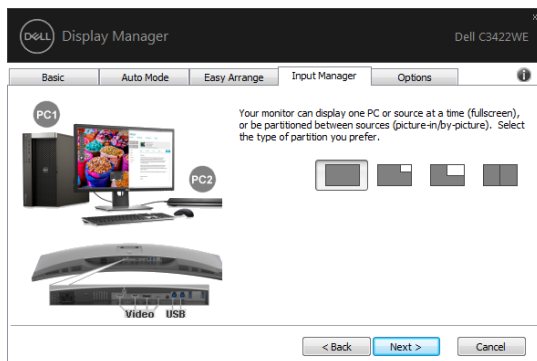 DELL Display Manager
Dell C3422WE
Basic
Auto Mode
Easy Arrange
Input Manager
Options
PC1
PC2
Your monitor can display one PC or source at a time (fullscreen),
or be partitioned between sources (picture-in/by-picture). Select
the type of partition you prefer.
Video USB
< Back
Next >
Cancel